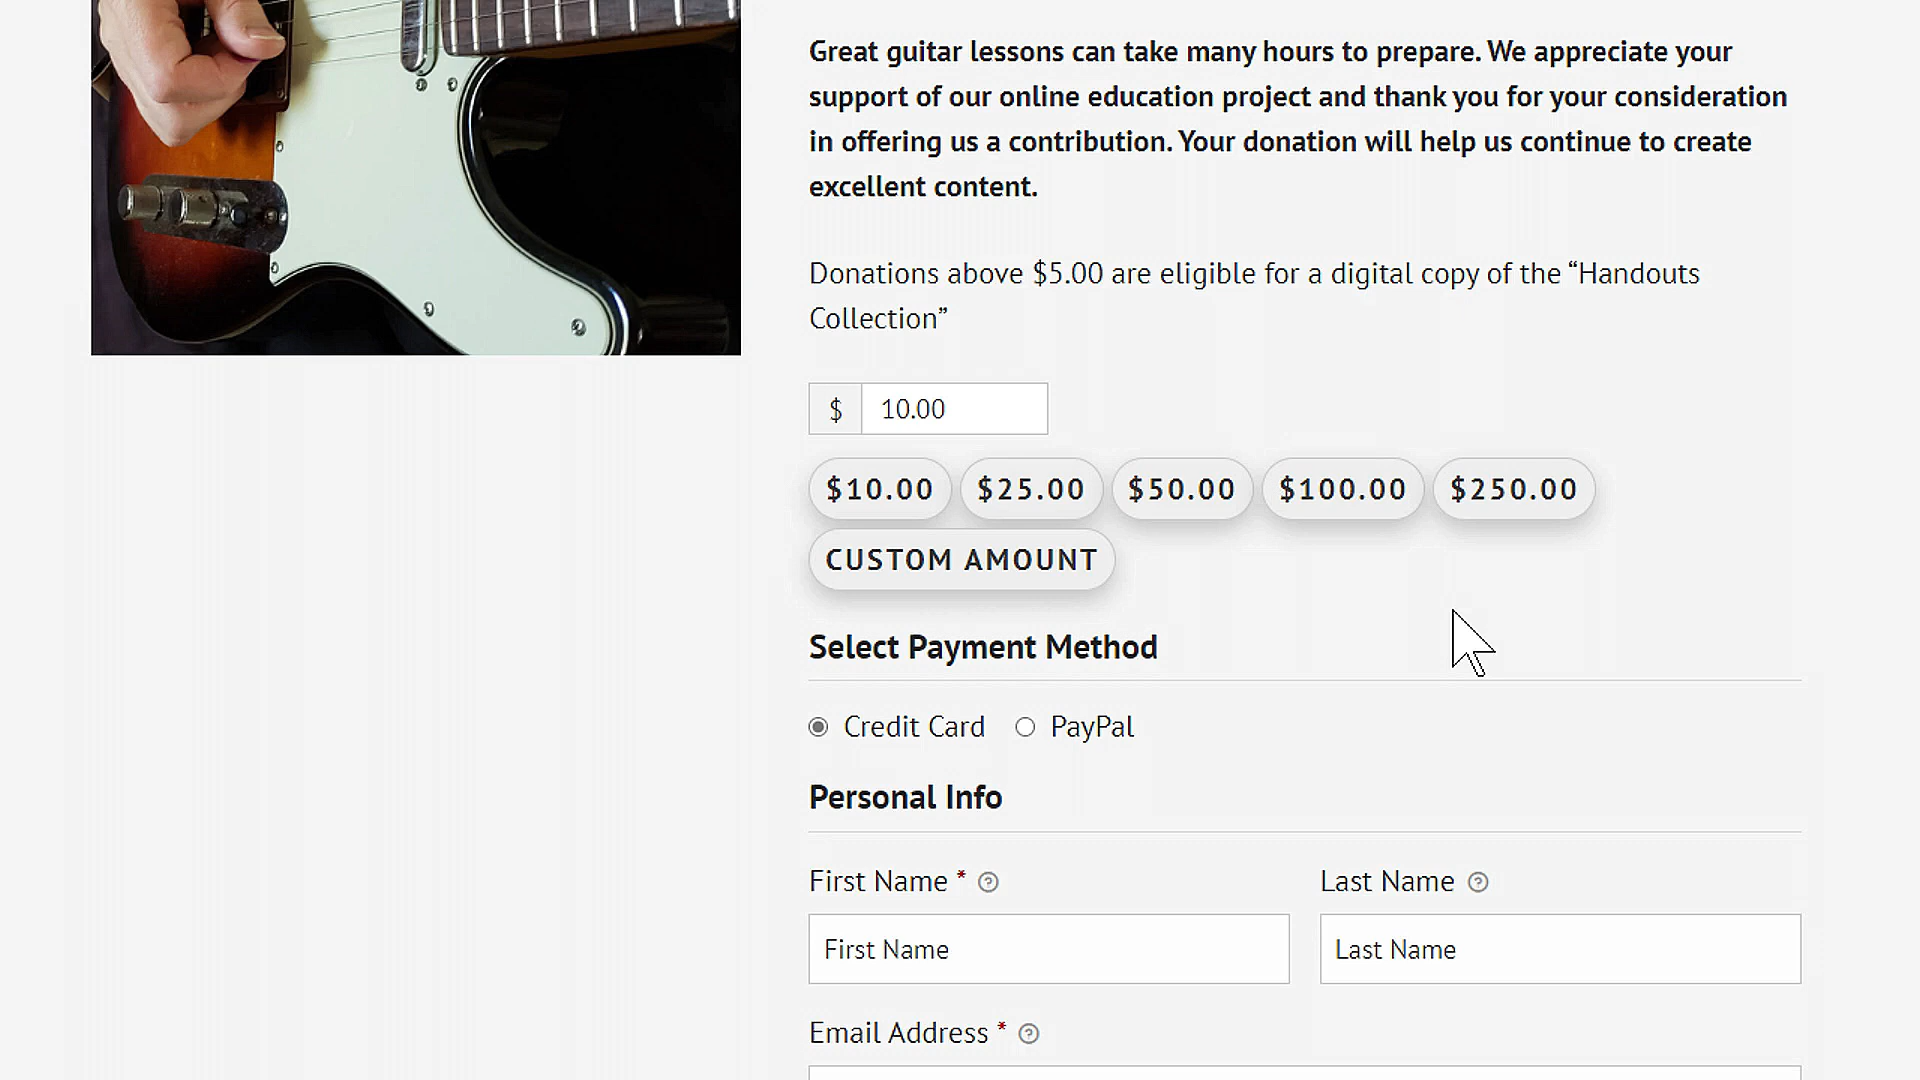 Great guitar lessons can take many hours to prepare. We appreciate your
support of our online education project and thank you for your consideration
in offering us a contribution. Your donation will help us continue to create
excellent content.
Donations above $5.00 are eligible for a digital copy of the “Handouts
Collection”
$ 10.00
$10.00 $25.00 $50.00 $100.00 $250.00
CUSTOM AMOUNT
Select Payment Method
Credit Card PayPal
Personal Info
First Name * ? Last Name ?
First Name Last Name
Email Address * ?